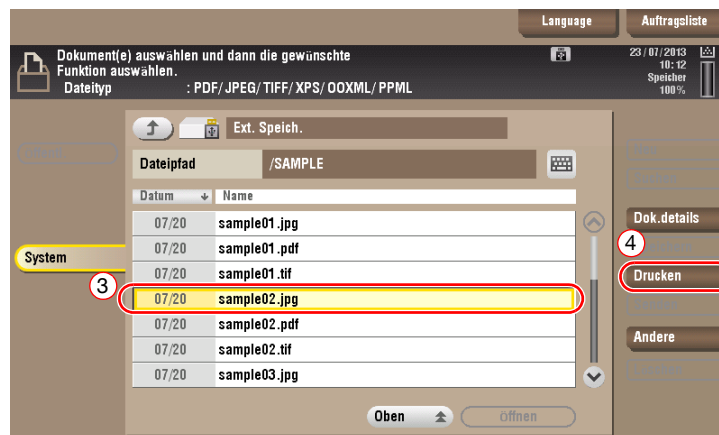 Language
Auftragsliste
Dokument(e) auswählen und dann die gewünschte
Funktion auswählen.
Dateityp : PDF/JPEG/TIFF/XPS/OOXML/PPML
23/07/2013
10:12
Speicher
100%
Ext. Speich.
Dateipfad /SAMPLE
Datum Name
07/20 sample01.jpg
07/20 sample01.pdf
07/20 sample01.tif
07/20 sample02.jpg
07/20 sample02.pdf
07/20 sample02.tif
07/20 sample03.jpg
System
3
Dok.details
4
Drucken
Andere
Oben
Öffnen